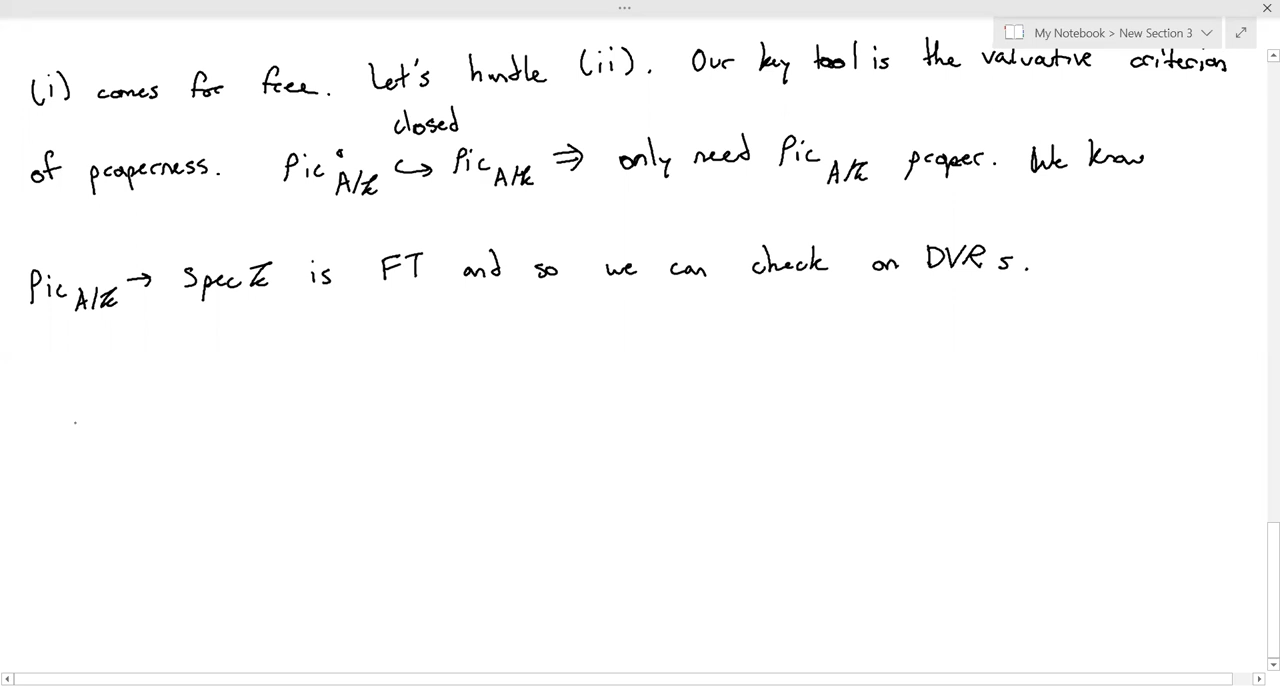 My Notebook > New Section 3
(i) comes for free. Let's handle (ii). Our key tool is the valuative criterion
closed
of properness. Pic°A/k ↪ PicA/k ⇒ only need PicA/k proper. We know
PicA/k → Spec k is FT and so we can check on DVRs.